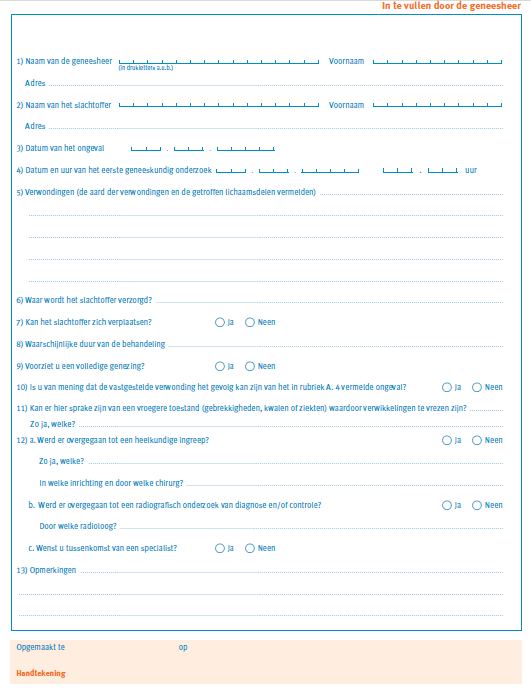 In te vullen door de geneesheer
1) Naam van de geneesheer Voornaam
(in drukletters a.u.b.)
Adres
2) Naam van het slachtoffer Voornaam
Adres
3) Datum van het ongeval
4) Datum en uur van het eerste geneeskundig onderzoek uur
5) Verwondingen (de aard der verwondingen en de getroffen lichaamsdelen vermelden)
6) Waar wordt het slachtoffer verzorgd?
7) Kan het slachtoffer zich verplaatsen? Ja Neen
8) Waarschijnlijke duur van de behandeling
9) Voorziet u een volledige genezing? Ja Neen
10) Is u van mening dat de vastgestelde verwonding het gevolg kan zijn van het in rubriek A. 4 vermelde ongeval? Ja Neen
11) Kan er hier sprake zijn van een vroegere toestand (gebrekkigheden, kwalen of ziekten) waardoor verwikkelingen te vrezen zijn?
Zo ja, welke?
12) a. Werd er overgegaan tot een heelkundige ingreep? Ja Neen
Zo ja, welke?
In welke inrichting en door welke chirurg?
b. Werd er overgegaan tot een radiografisch onderzoek van diagnose en/of controle? Ja Neen
Door welke radioloog?
c. Wenst u tussenkomst van een specialist? Ja Neen
13) Opmerkingen
Opgemaakt te op
Handtekening